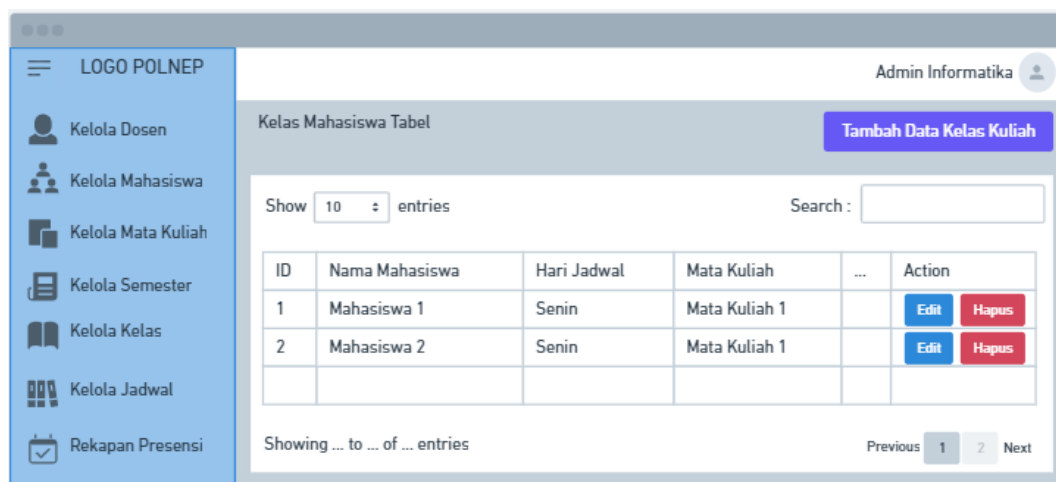 LOGO POLNEP
Admin Informatika
Kelola Dosen
Kelola Mahasiswa
Kelola Mata Kuliah
Kelola Semester
Kelola Kelas
Kelola Jadwal
Rekapan Presensi
Kelas Mahasiswa Tabel
Tambah Data Kelas Kuliah
Show 10 entries Search :
ID Nama Mahasiswa Hari Jadwal Mata Kuliah ... Action
1 Mahasiswa 1 Senin Mata Kuliah 1 Edit Hapus
2 Mahasiswa 2 Senin Mata Kuliah 1 Edit Hapus
Showing ... to ... of ... entries Previous 1 2 Next